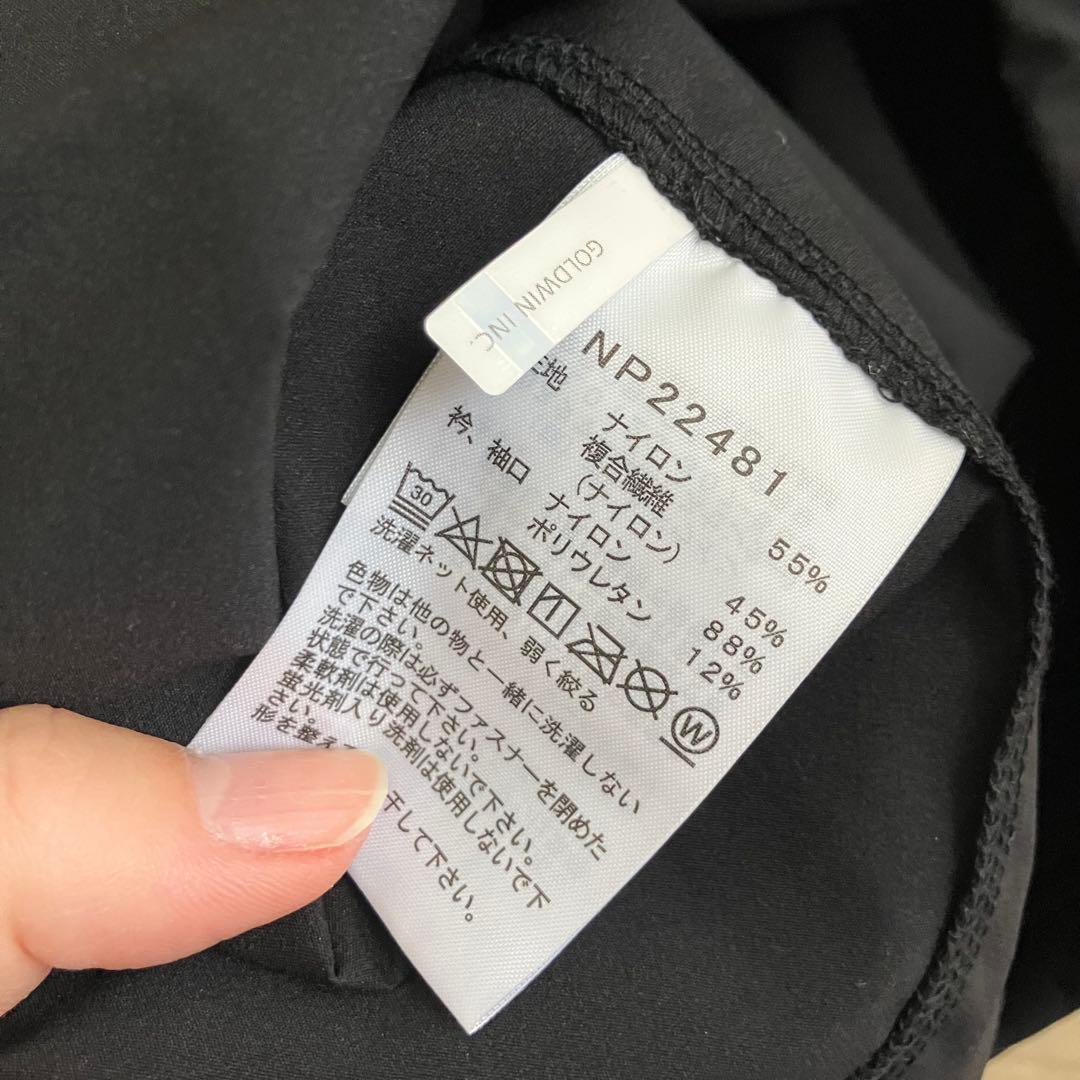 GOLDWIN INC.
NP22481
地 ナイロン 55%
複合繊維
(ナイロン) 45%
衿、袖口 ナイロン 88%
ポリウレタン 12%
30
W
洗濯ネット使用、弱く絞る
色物は他の物と一緒に洗濯しない
で下さい。
洗濯の際は必ずファスナーを閉めた
状態で行って下さい。
柔軟剤は使用しないで下さい。
蛍光剤入り洗剤は使用しないで下
さい。
形を整え 干して下さい。